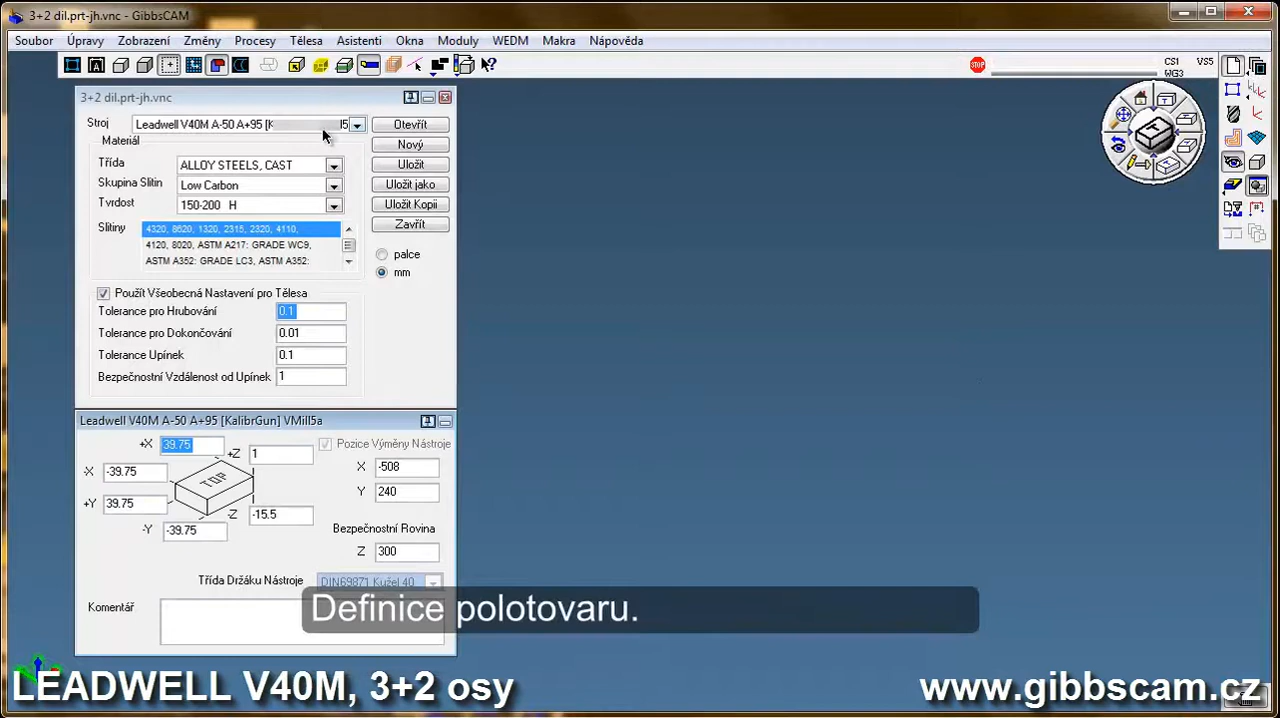 3+2 dil.prt-jh.vnc - GibbsCAM
Soubor Úpravy Zobrazení Změny Procesy Tělesa Asistenti Okna Moduly WEDM Makra Nápověda
STOP CS1 VS5
WG3
3+2 dil.prt-jh.vnc
Stroj Leadwell V40M A-50 A+95 [K l5 Otevřít
Materiál
Nový
Třída ALLOY STEELS, CAST Uložit
Skupina Slitin Low Carbon Uložit jako
Tvrdost 150-200 H Uložit Kopii
Slitiny 4320, 8620, 1320, 2315, 2320, 4110, Zavřít
4120, 8020, ASTM A217: GRADE WC9,
ASTM A352: GRADE LC3, ASTM A352:
palce
mm
Použít Všeobecná Nastavení pro Tělesa
Tolerance pro Hrubování 0.1
Tolerance pro Dokončování 0.01
Tolerance Upínek 0.1
Bezpečnostní Vzdálenost od Upínek 1
Leadwell V40M A-50 A+95 [KalibrGun] VMill5a
+X 39.75 +Z 1 Pozice Výměny Nástroje
-X -39.75 X -508
TOP
+Y 39.75 Y 240
-Z -15.5
-Y -39.75 Bezpečnostní Rovina
Z 300
Třída Držáku Nástroje DIN69871 Kužel 40
Komentář
Definice polotovaru.
LEADWELL V40M, 3+2 osy www.gibbscam.cz